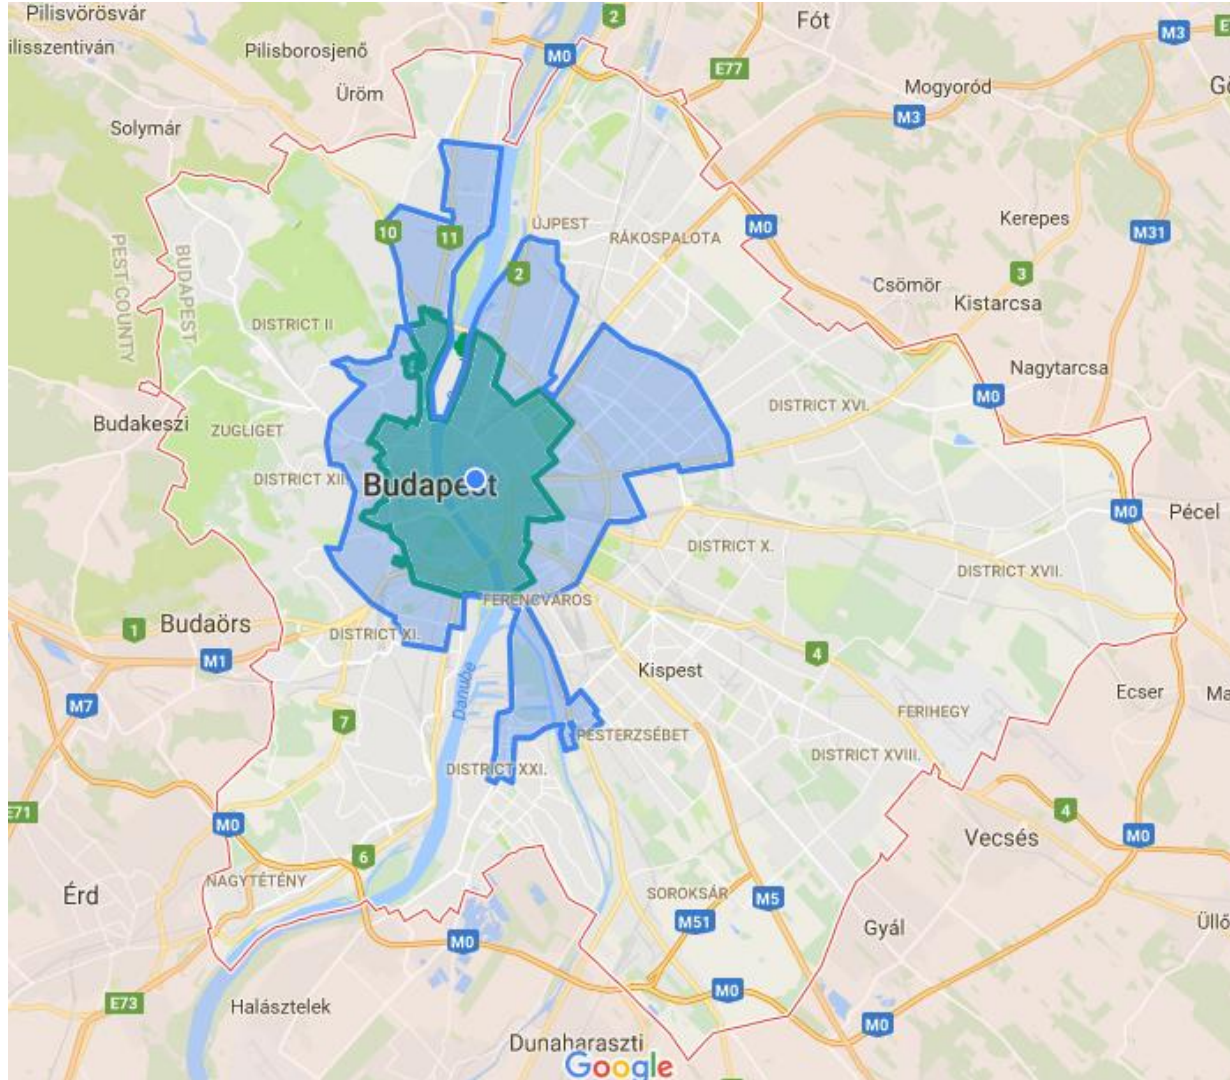 Pilisvörösvár
2
Fót
M3
E
ilisszentiván
Pilisborosjenő
M0
E77
Mogyoród
Gö
Üröm
M3
Solymár
10
11
ÚJPEST
RÁKOSPALOTA
M0
Kerepes
M31
PEST COUNTY
BUDAPEST
2
3
Csömör
Kistarcsa
DISTRICT II
Nagytarcsa
M0
DISTRICT XVI.
Budakeszi
ZUGLIGET
DISTRICT XII
Budapest
M0
Pécel
DISTRICT X.
DISTRICT XVII.
FERENCVÁROS
1
Budaörs
DISTRICT XI.
M1
4
Kispest
Danube
M7
Ecser
Ma
7
FERIHEGY
PESTERZSÉBET
DISTRICT XVIII.
DISTRICT XXI.
E71
M0
4
M0
Vecsés
6
NAGYTÉTÉNY
Érd
SOROKSÁR
M5
M51
Gyál
Üllő
M0
E73
Halásztelek
M0
M0
Dunaharaszti
Google